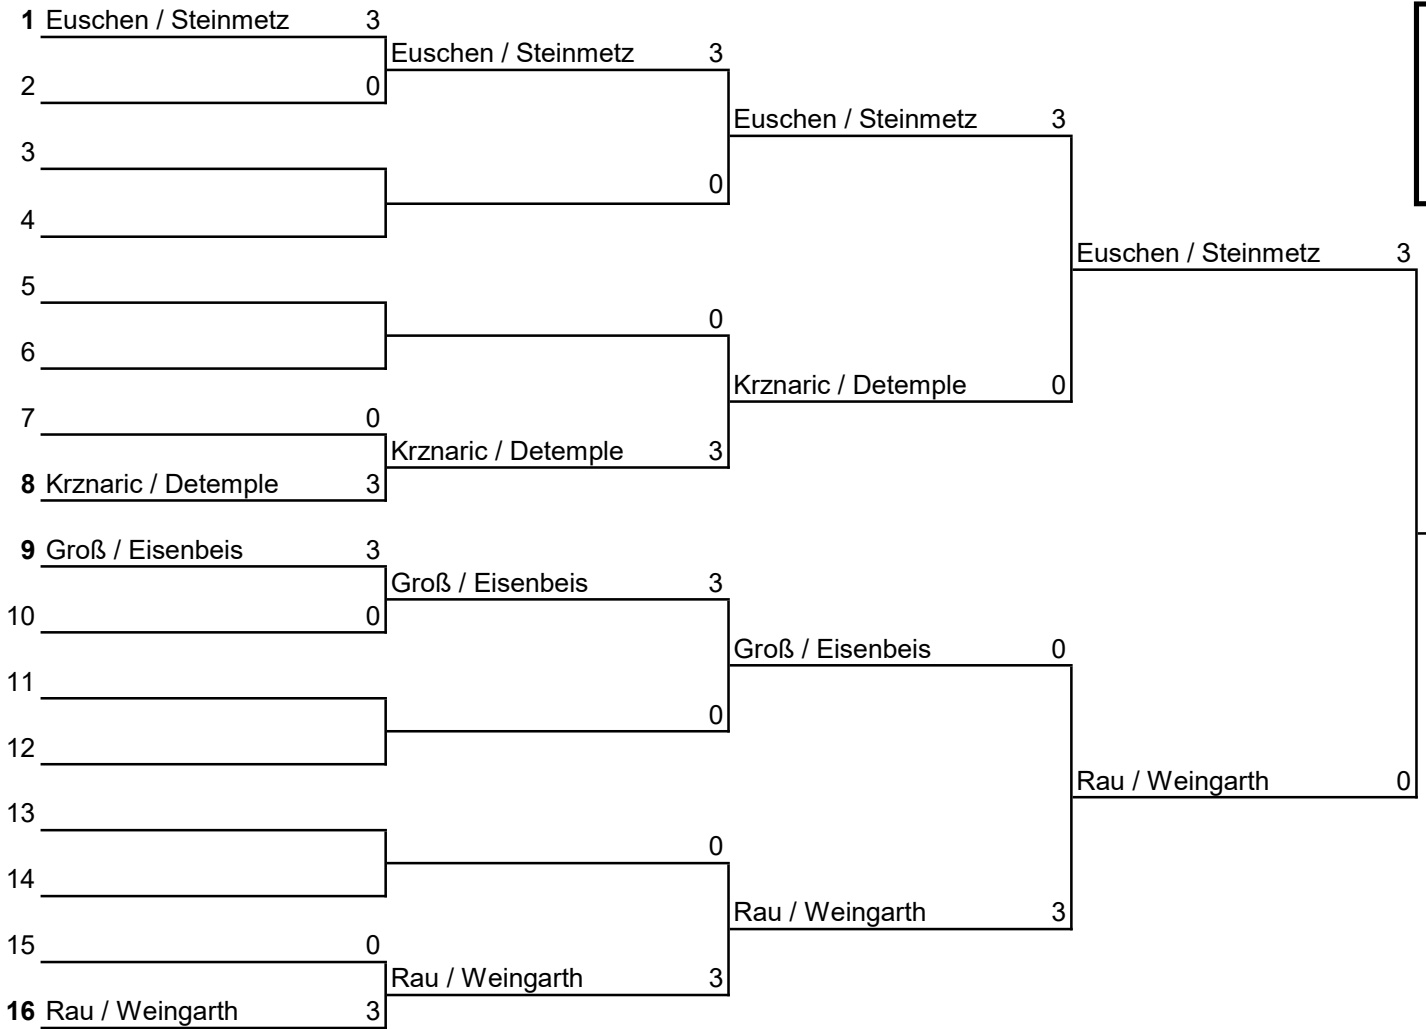 1 Euschen / Steinmetz 3
Euschen / Steinmetz 3
2 0
Euschen / Steinmetz 3
3
0
4
Euschen / Steinmetz 3
5
0
6
Krznaric / Detemple 0
7 0
Krznaric / Detemple 3
8 Krznaric / Detemple 3
9 Groß / Eisenbeis 3
Groß / Eisenbeis 3
10 0
Groß / Eisenbeis 0
11
0
12
Rau / Weingarth 0
13
0
14
Rau / Weingarth 3
15 0
Rau / Weingarth 3
16 Rau / Weingarth 3